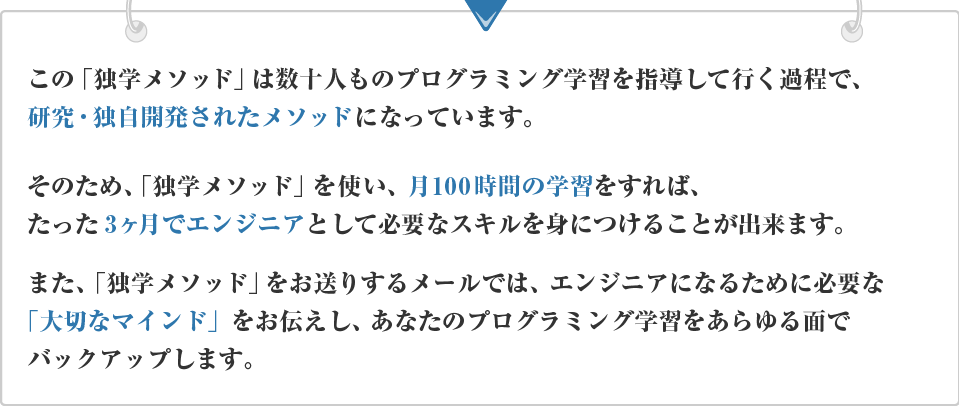 この「独学メソッド」は数十人ものプログラミング学習を指導して行く過程で、
研究・独自開発されたメソッドになっています。
そのため、「独学メソッド」を使い、月100時間の学習をすれば、
たった3ヶ月でエンジニアとして必要なスキルを身につけることが出来ます。
また、「独学メソッド」をお送りするメールでは、エンジニアになるために必要な
「大切なマインド」をお伝えし、あなたのプログラミング学習をあらゆる面で
バックアップします。